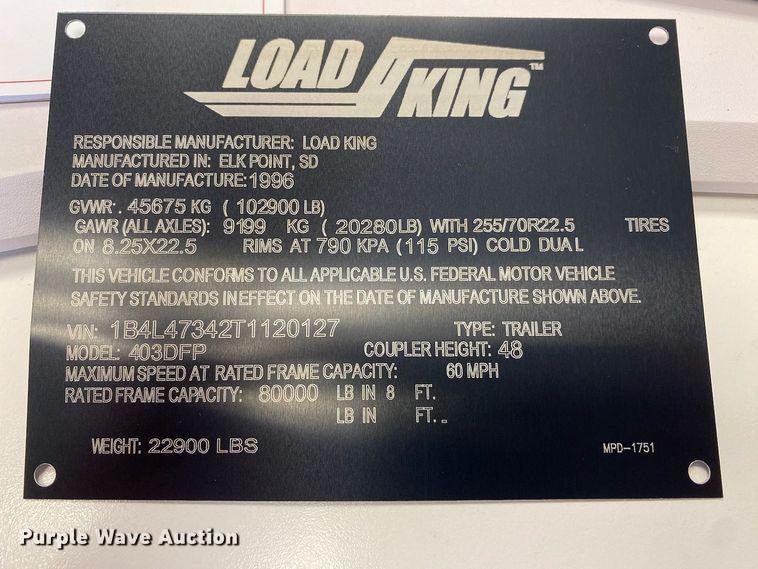 LOAD KING™
RESPONSIBLE MANUFACTURER: LOAD KING
MANUFACTURED IN: ELK POINT, SD
DATE OF MANUFACTURE: 1996
GVWR: 45675 KG ( 102900 LB)
GAWR (ALL AXLES): 9199 KG ( 20280LB) WITH 255/70R22.5 TIRES
ON 8.25X22.5 RIMS AT 790 KPA (115 PSI) COLD DUAL
THIS VEHICLE CONFORMS TO ALL APPLICABLE U.S. FEDERAL MOTOR VEHICLE
SAFETY STANDARDS IN EFFECT ON THE DATE OF MANUFACTURE SHOWN ABOVE.
VIN: 1B4L47342T1120127 TYPE: TRAILER
MODEL: 403DFP COUPLER HEIGHT: 48
MAXIMUM SPEED AT RATED FRAME CAPACITY: 60 MPH
RATED FRAME CAPACITY: 80000 LB IN 8 FT.
LB IN FT. -
WEIGHT: 22900 LBS MPD-1751
Purple Wave Auction